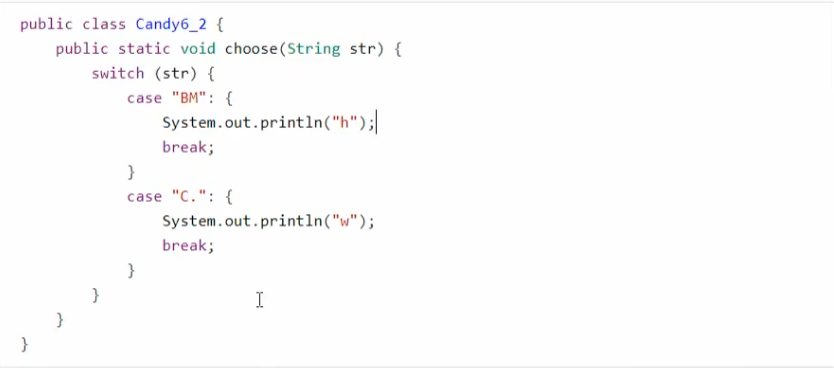 public class Candy6_2 {
    public static void choose(String str) {
        switch (str) {
            case "BM": {
                System.out.println("h");
                break;
            }
            case "C.": {
                System.out.println("w");
                break;
            }
        }
    }
}